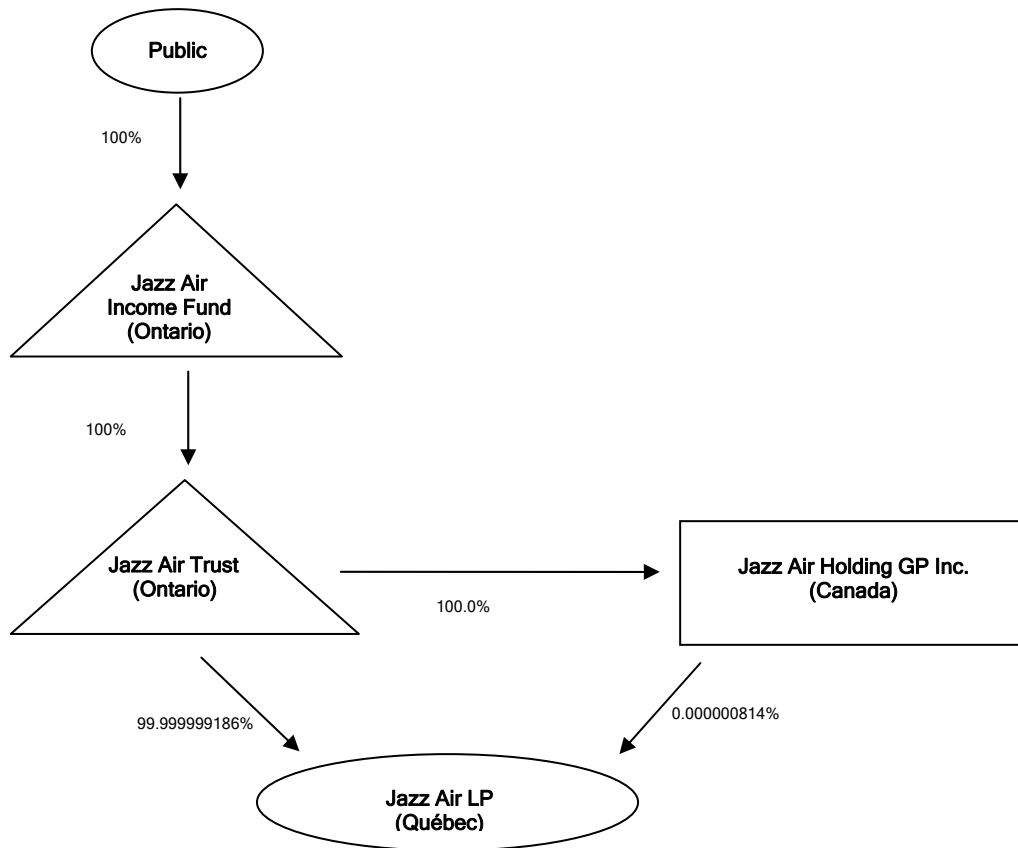 Public
100%
Jazz Air
Income Fund
(Ontario)
100%
Jazz Air Trust
(Ontario)
100.0%
Jazz Air Holding GP Inc.
(Canada)
99.999999186%
0.000000814%
Jazz Air LP
(Québec)